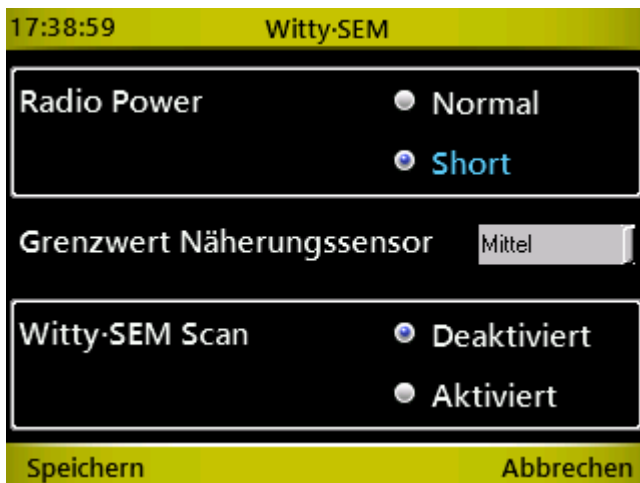 17:38:59 Witty·SEM
Radio Power
Normal
Short
Grenzwert Näherungssensor Mittel
Witty·SEM Scan
Deaktiviert
Aktiviert
Speichern Abbrechen